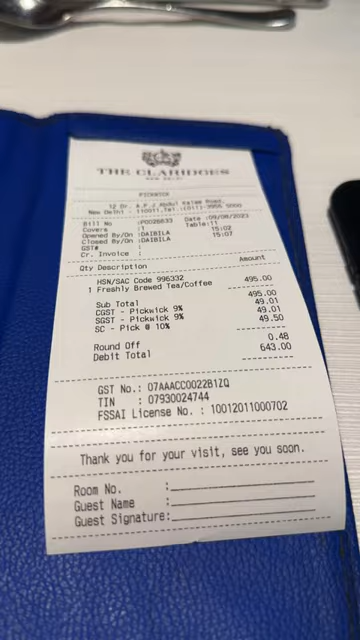 THE CLARIDGES
NEW DELHI
PICKWICK
12 Dr. A.P.J Abdul Kalam Road,
New Delhi - 110011,Tel.:(011)-3955 5000
Bill No :P0026633 Date :09/08/2023
Covers :1 Table:11
Opened By/On :DAIBILA 15:02
Closed By/On :DAIBILA 15:07
GST#
Cr. Invoice :
Qty Description Amount
HSN/SAC Code 996332
1 Freshly Brewed Tea/Coffee 495.00
Sub Total 495.00
CGST - Pickwick 9% 49.01
SGST - Pickwick 9% 49.01
SC - Pick @ 10% 49.50
Round Off 0.48
Debit Total 643.00
GST No.: 07AAACC0022B1ZQ
TIN : 07930024744
FSSAI License No. : 10012011000702
Thank you for your visit, see you soon.
Room No. :
Guest Name :
Guest Signature: